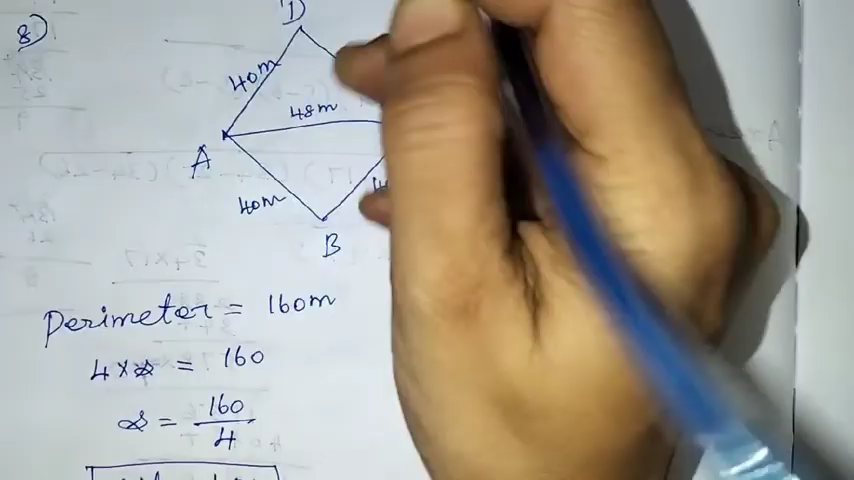 8)
D
40m
48m
A
40m
B
Perimeter = 160m
4 × s = 160
s = 160/4